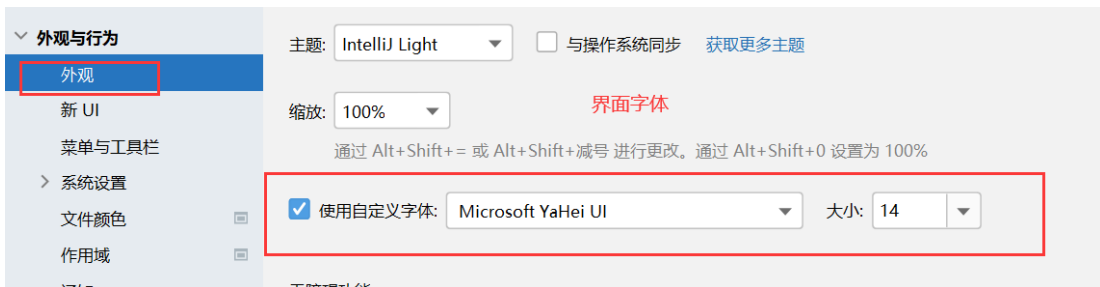 外观与行为
外观
新 UI
菜单与工具栏
系统设置
文件颜色
作用域
主题: IntelliJ Light 与操作系统同步 获取更多主题
缩放: 100% 界面字体
通过 Alt+Shift+= 或 Alt+Shift+减号 进行更改。通过 Alt+Shift+0 设置为 100%
使用自定义字体: Microsoft YaHei UI 大小: 14